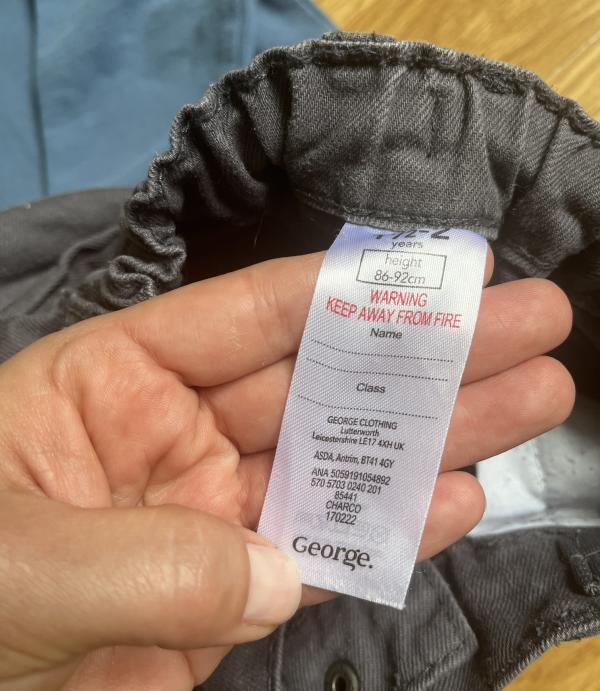 years
height
86-92cm
WARNING
KEEP AWAY FROM FIRE
Name
Class
GEORGE CLOTHING
Lutterworth
Leicestershire LE17 4XH UK
ASDA, Antrim, BT41 4GY
ANA 5059191054892
570 5703 0240 201
85441
CHARCO
170222
George.